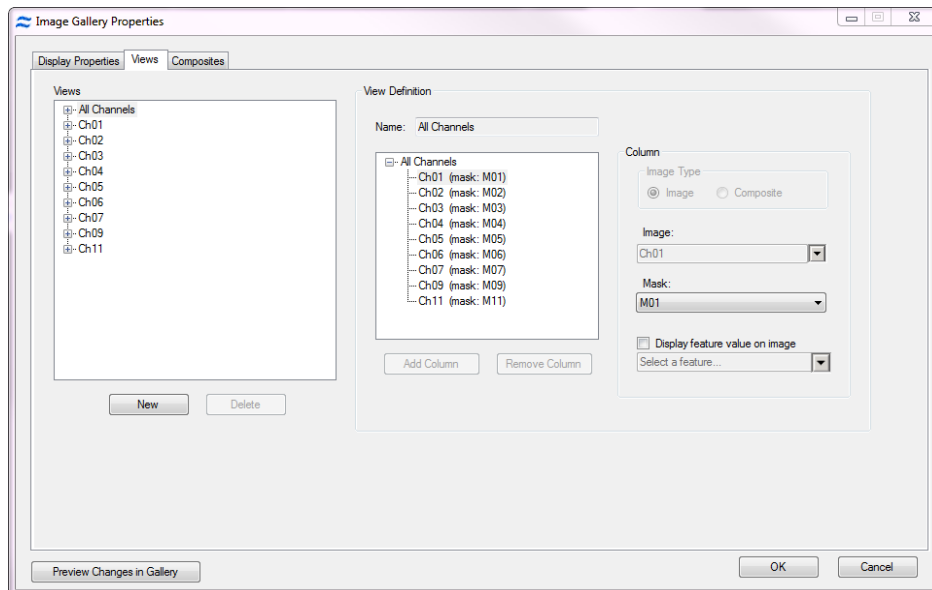 Image Gallery Properties
Display Properties Views Composites
Views
All Channels
Ch01
Ch02
Ch03
Ch04
Ch05
Ch06
Ch07
Ch09
Ch11
New Delete
View Definition
Name: All Channels
All Channels
Ch01 (mask: M01)
Ch02 (mask: M02)
Ch03 (mask: M03)
Ch04 (mask: M04)
Ch05 (mask: M05)
Ch06 (mask: M06)
Ch07 (mask: M07)
Ch09 (mask: M09)
Ch11 (mask: M11)
Add Column Remove Column
Column
Image Type
Image Composite
Image:
Ch01
Mask:
M01
Display feature value on image
Select a feature...
Preview Changes in Gallery
OK Cancel